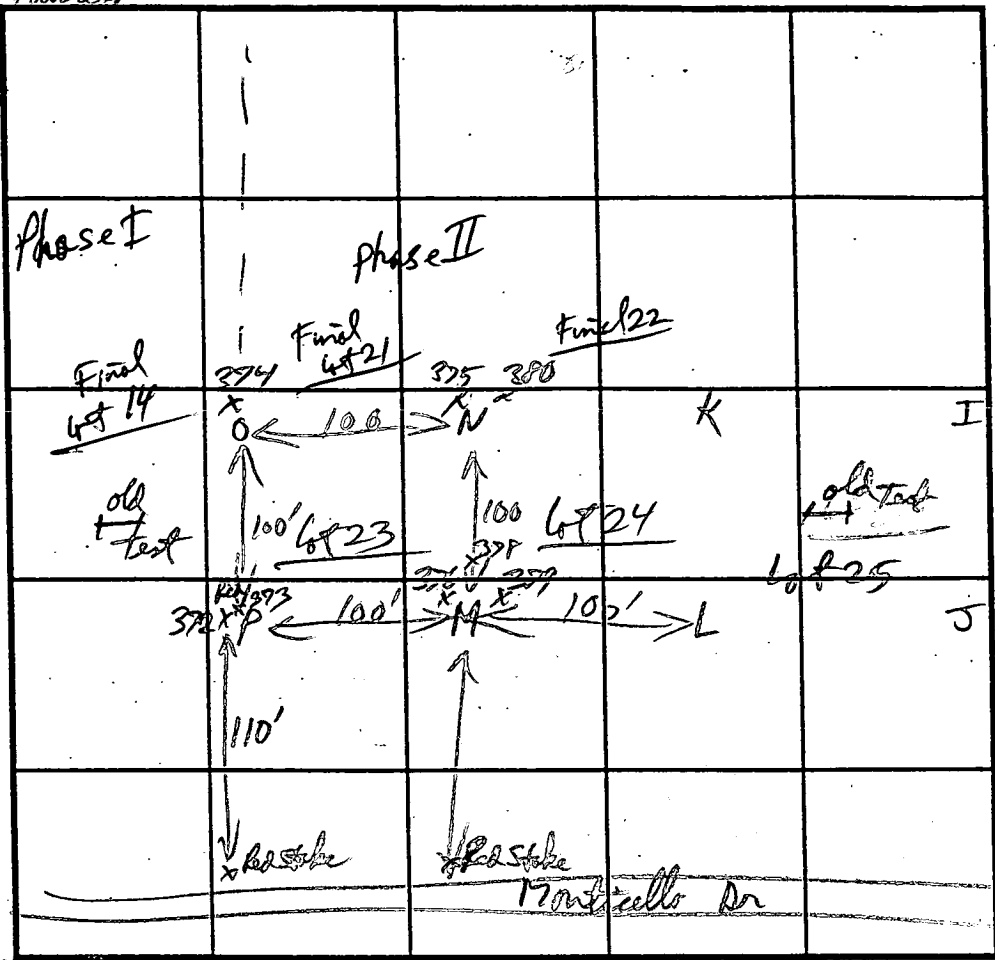 Phase I
Phase II
Final
Lot 21
Final 22
Final
Lot 14
374
375 380
x
O
100
N
K
I
old
Test
100'
Lot 23
100
Lot 24
old Test
378
Lot 25
373
372 x
P
100'
x
M
x
100'
L
J
110'
x Red Stake
x Red Stake
Monticello Dr